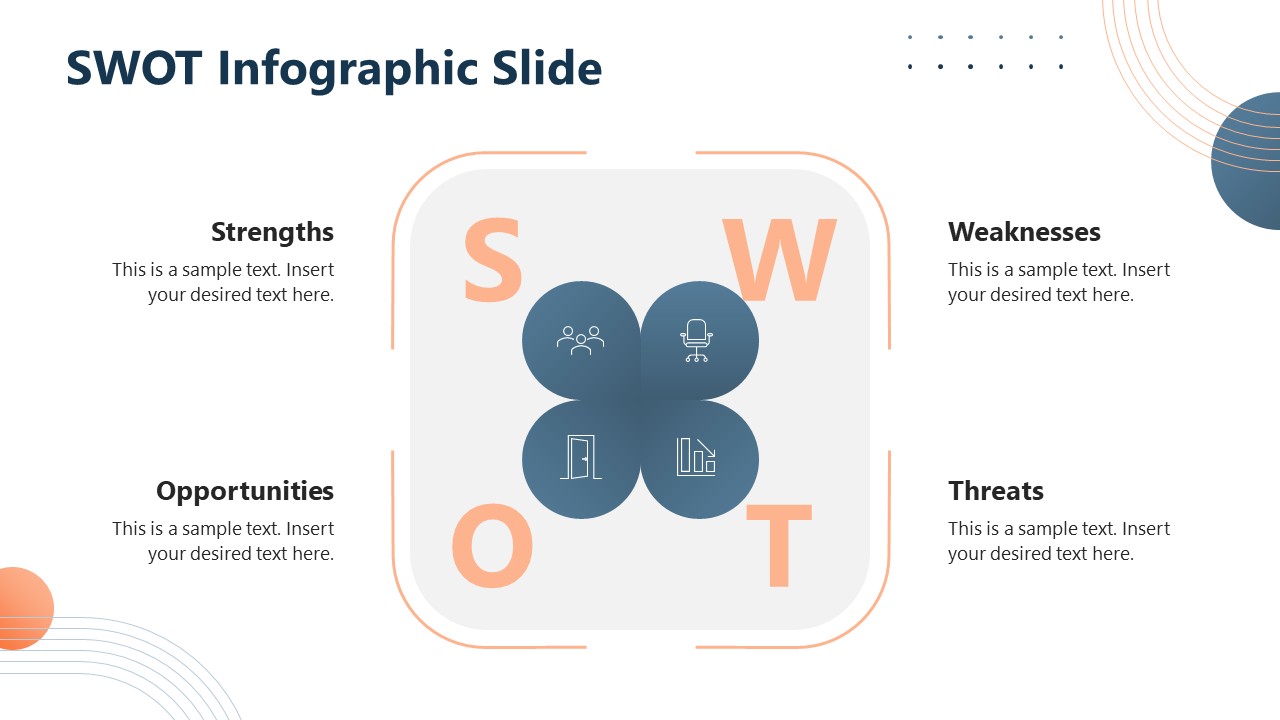 SWOT Infographic Slide
Strengths
This is a sample text. Insert
your desired text here.
S
W
Weaknesses
This is a sample text. Insert
your desired text here.
Opportunities
This is a sample text. Insert
your desired text here.
O
T
Threats
This is a sample text. Insert
your desired text here.